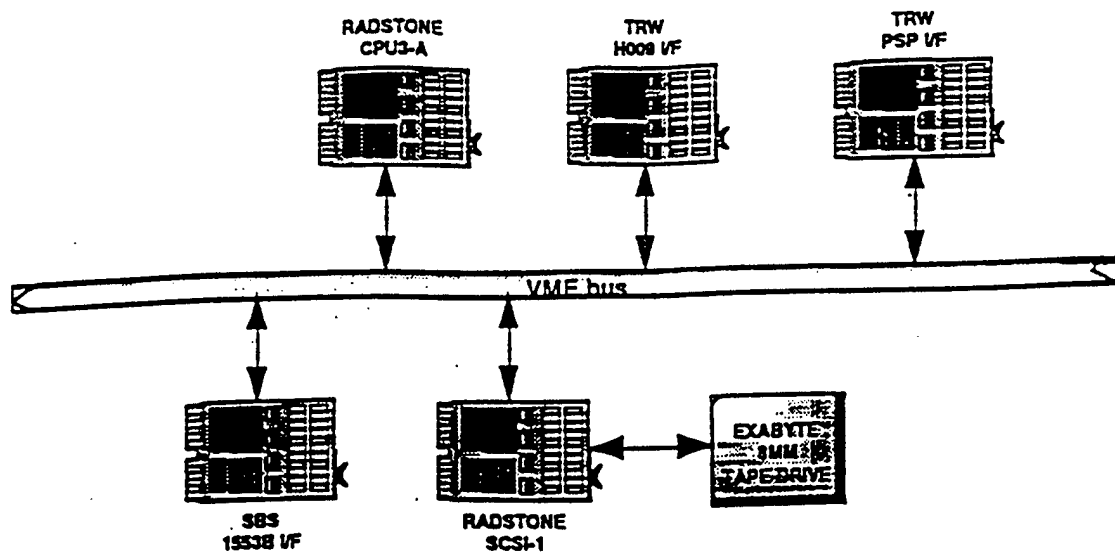 RADSTONE
CPU3-A
TRW
H009 I/F
TRW
PSP I/F
VME bus
SBS
1553B I/F
RADSTONE
SCSI-1
EXABYTE
8MM
TAPE DRIVE